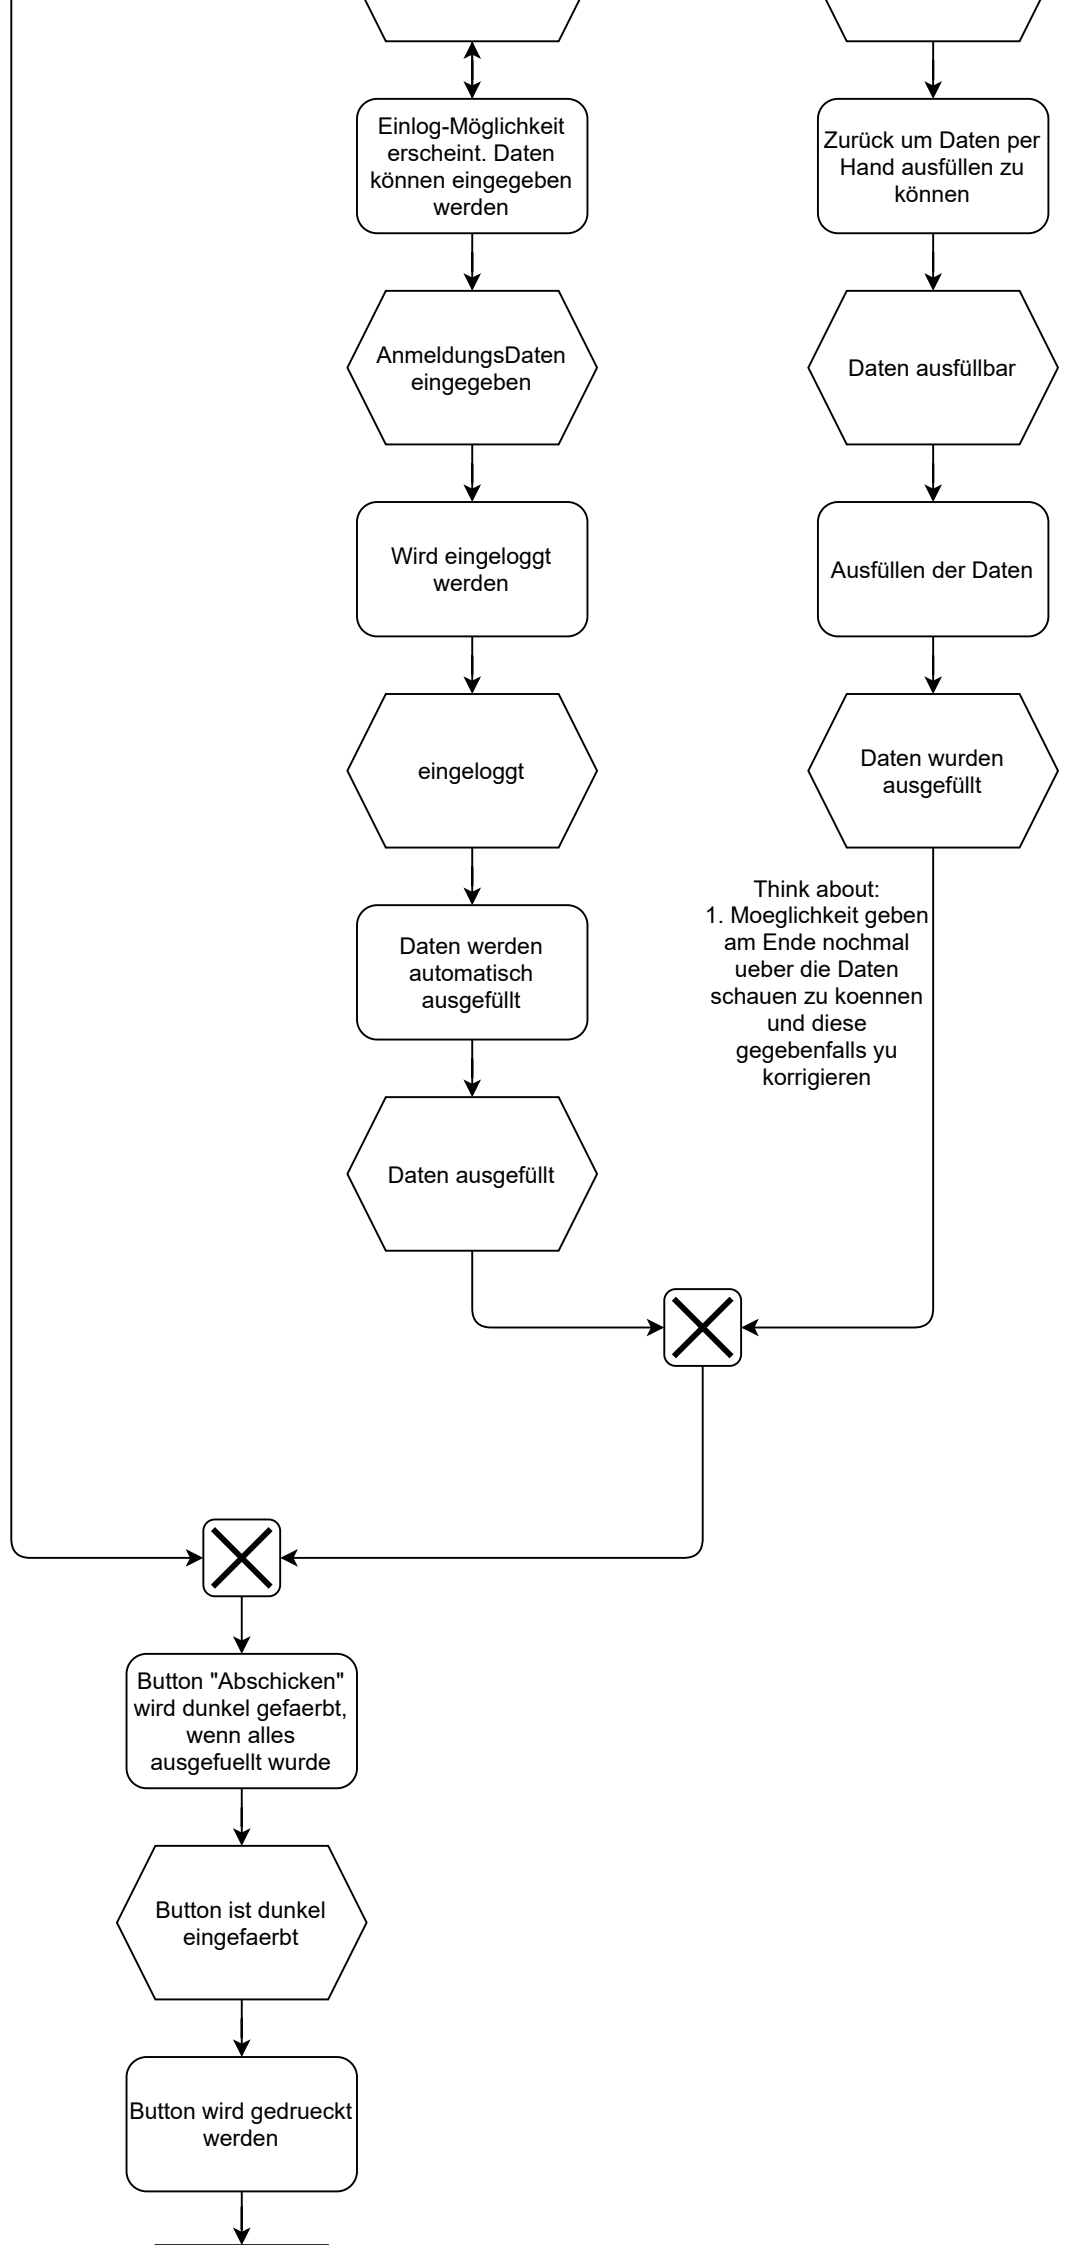 Einlog-Möglichkeit
erscheint. Daten
können eingegeben
werden
Zurück um Daten per
Hand ausfüllen zu
können
AnmeldungsDaten
eingegeben
Daten ausfüllbar
Wird eingeloggt
werden
Ausfüllen der Daten
eingeloggt
Daten wurden
ausgefüllt
Think about:
1. Moeglichkeit geben
am Ende nochmal
ueber die Daten
schauen zu koennen
und diese
gegebenfalls yu
korrigieren
Daten werden
automatisch
ausgefüllt
Daten ausgefüllt
Button "Abschicken"
wird dunkel gefaerbt,
wenn alles
ausgefuellt wurde
Button ist dunkel
eingefaerbt
Button wird gedrueckt
werden